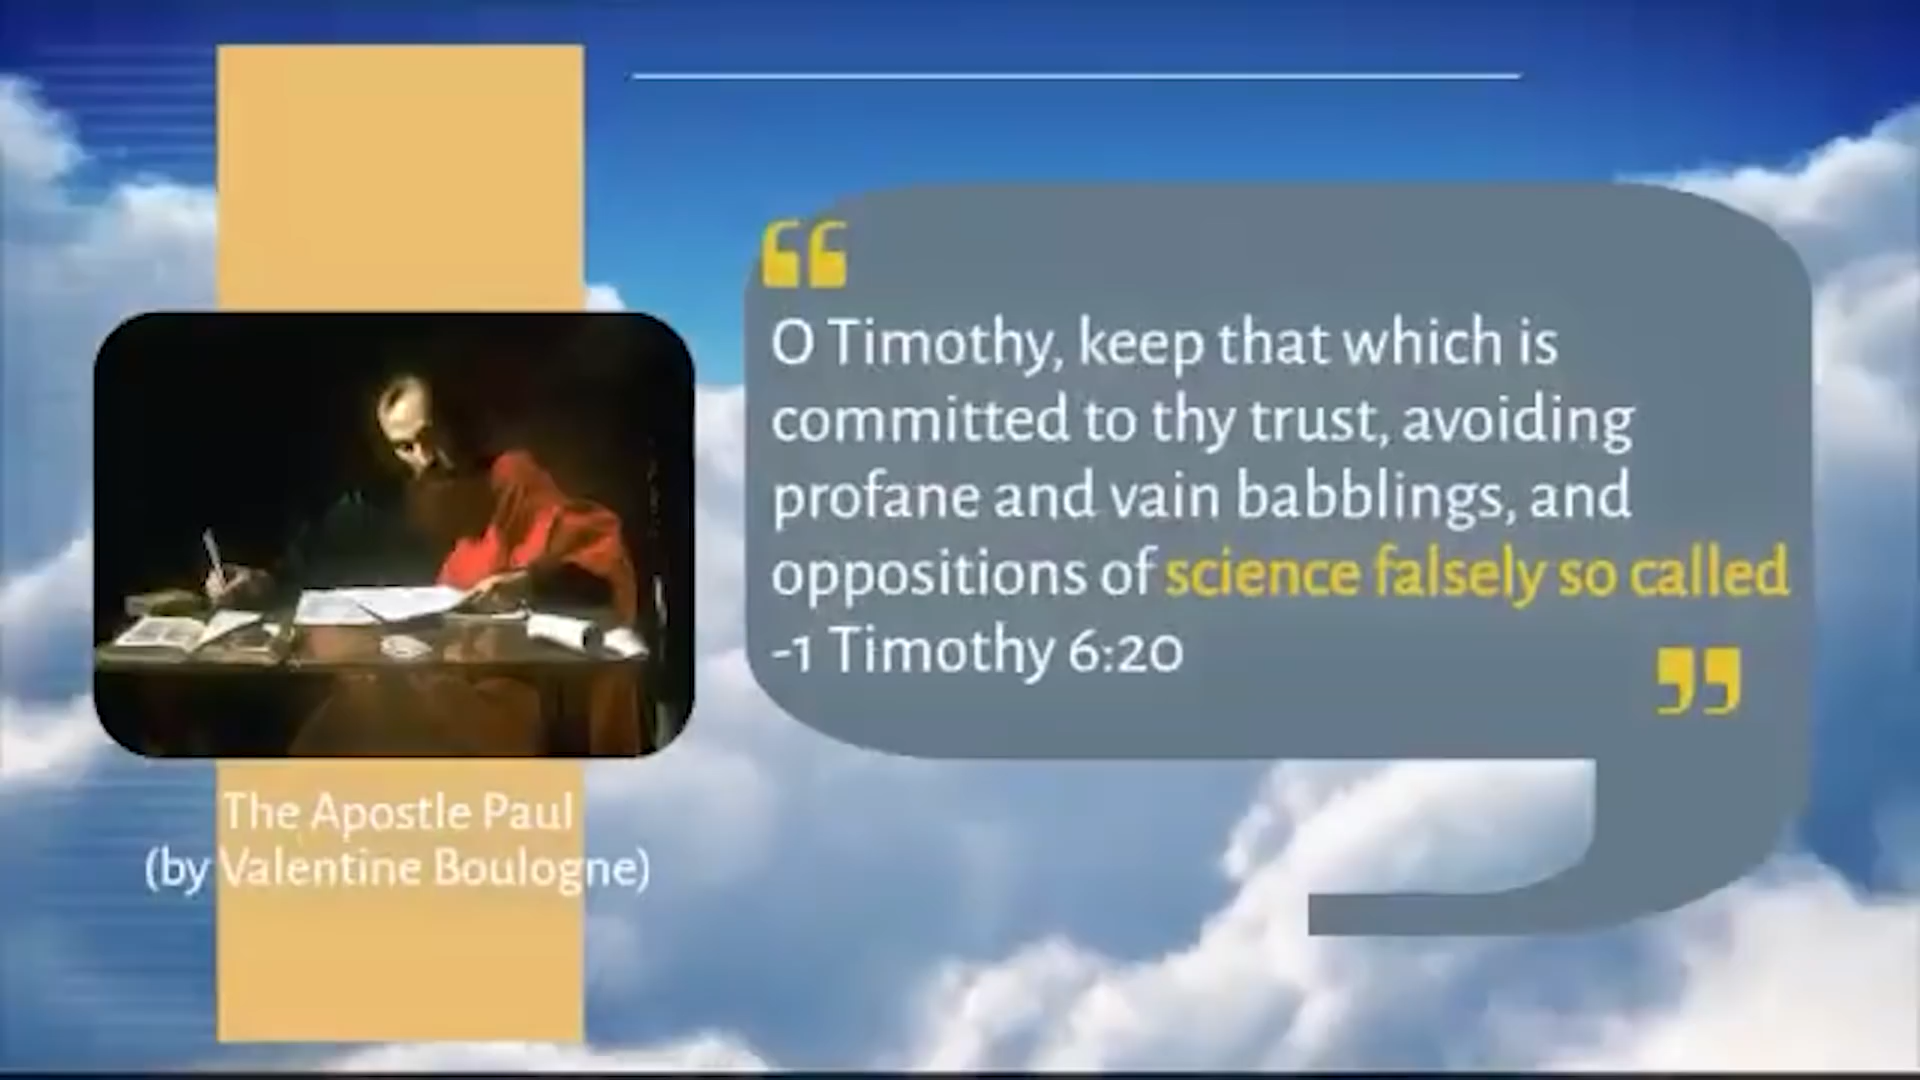 “
O Timothy, keep that which is
committed to thy trust, avoiding
profane and vain babblings, and
oppositions of science falsely so called
-1 Timothy 6:20
”
The Apostle Paul
(by Valentine Boulogne)